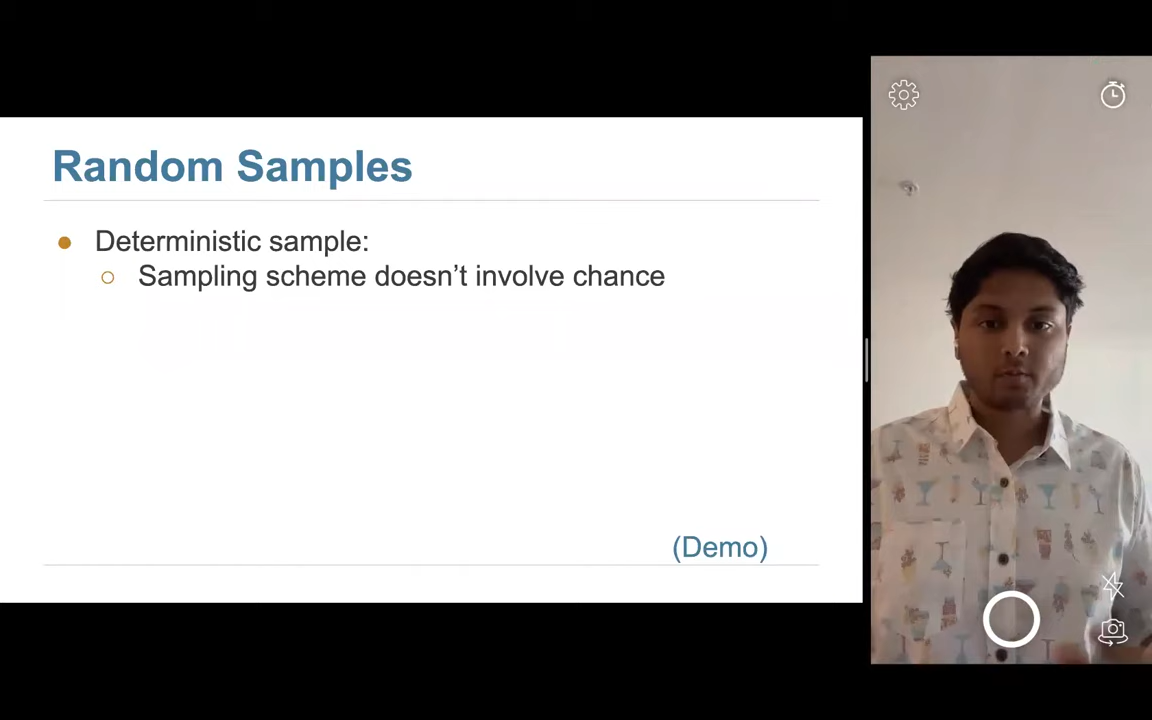 Random Samples
● Deterministic sample:
○ Sampling scheme doesn’t involve chance
(Demo)